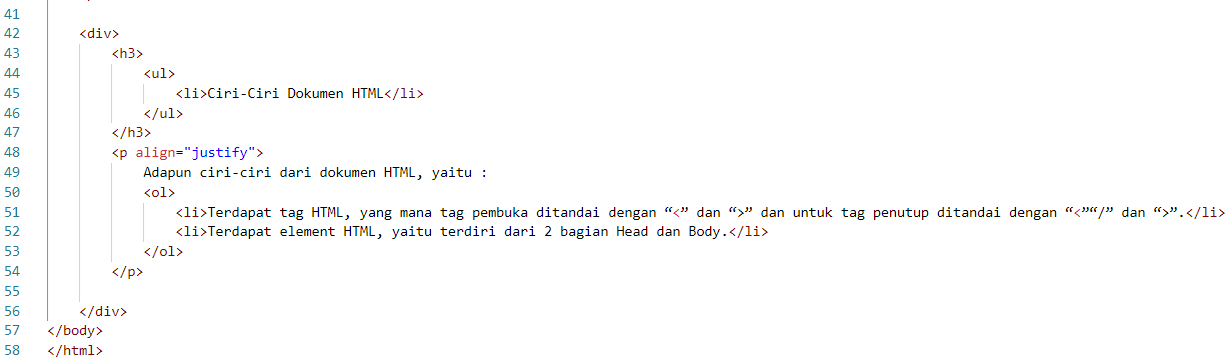 41
42 <div>
43 <h3>
44 <ul>
45 <li>Ciri-Ciri Dokumen HTML</li>
46 </ul>
47 </h3>
48 <p align="justify">
49 Adapun ciri-ciri dari dokumen HTML, yaitu :
50 <ol>
51 <li>Terdapat tag HTML, yang mana tag pembuka ditandai dengan “<” dan “>” dan untuk tag penutup ditandai dengan “<”“/” dan “>”.</li>
52 <li>Terdapat element HTML, yaitu terdiri dari 2 bagian Head dan Body.</li>
53 </ol>
54 </p>
55
56 </div>
57 </body>
58 </html>